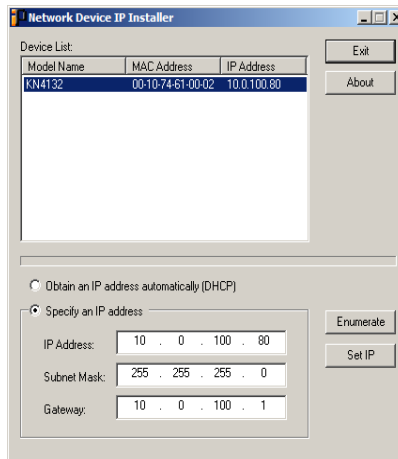 Network Device IP Installer
Device List:
Exit
Model Name MAC Address IP Address
KN4132 00-10-74-61-00-02 10.0.100.80
About
Obtain an IP address automatically (DHCP)
Specify an IP address
Enumerate
IP Address: 10 . 0 . 100 . 80
Set IP
Subnet Mask: 255 . 255 . 255 . 0
Gateway: 10 . 0 . 100 . 1